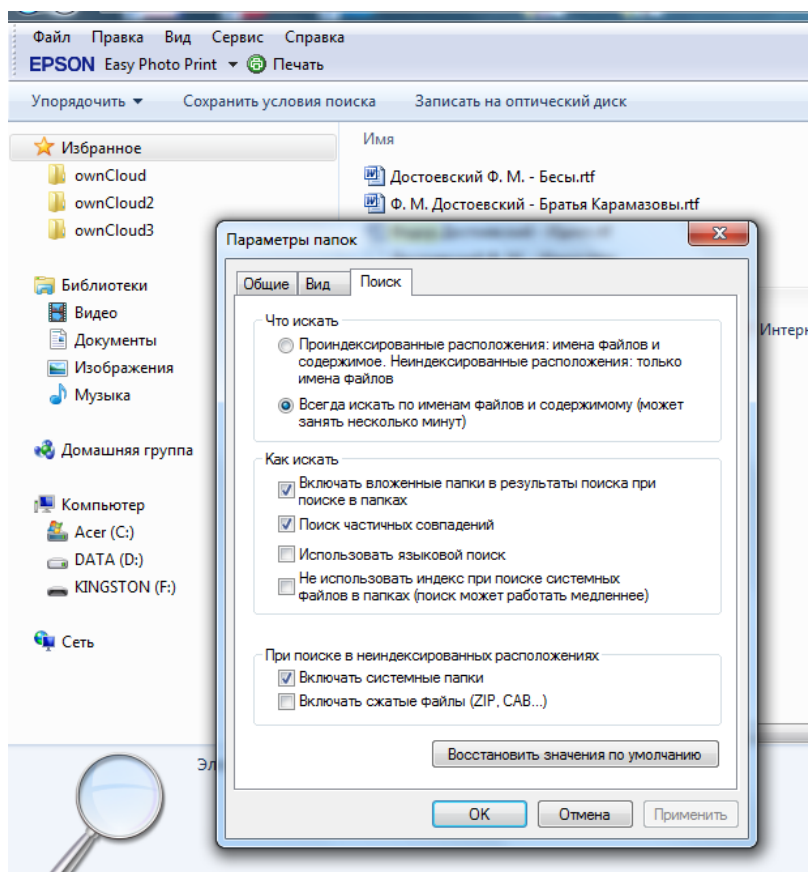 Файл Правка Вид Сервис Справка
EPSON Easy Photo Print Печать
Упорядочить Сохранить условия поиска Записать на оптический диск
Избранное
ownCloud
ownCloud2
ownCloud3
Библиотеки
Видео
Документы
Изображения
Музыка
Домашняя группа
Компьютер
Acer (C:)
DATA (D:)
KINGSTON (F:)
Сеть
Имя
Достоевский Ф. М. - Бесы.rtf
Ф. М. Достоевский - Братья Карамазовы.rtf
Параметры папок
Общие Вид Поиск
Что искать
Проиндексированные расположения: имена файлов и
содержимое. Неиндексированные расположения: только
имена файлов
Всегда искать по именам файлов и содержимому (может
занять несколько минут)
Как искать
Включать вложенные папки в результаты поиска при
поиске в папках
Поиск частичных совпадений
Использовать языковой поиск
Не использовать индекс при поиске системных
файлов в папках (поиск может работать медленнее)
При поиске в неиндексированных расположениях
Включать системные папки
Включать сжатые файлы (ZIP, CAB...)
Восстановить значения по умолчанию
OK Отмена Применить